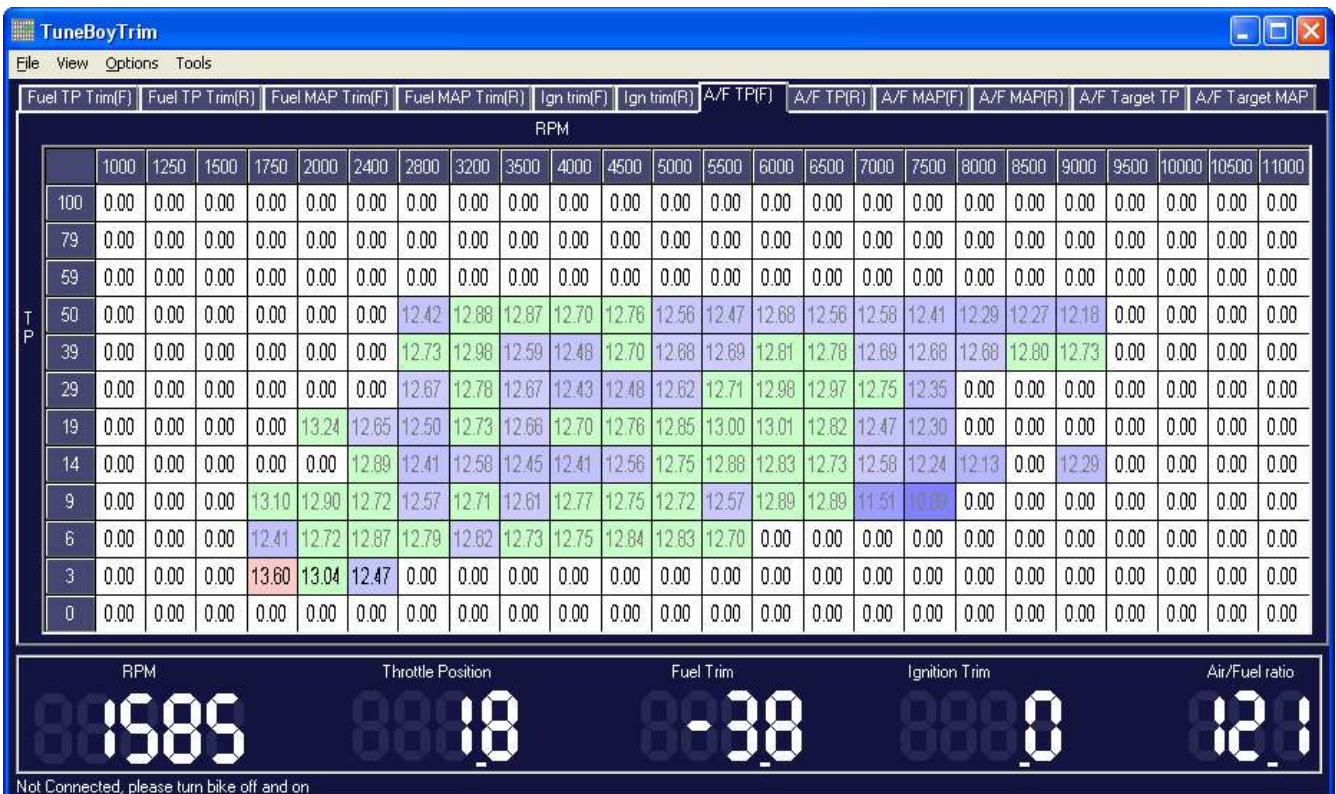 TuneBoyTrim
File View Options Tools
Fuel TP Trim(F) Fuel TP Trim(R) Fuel MAP Trim(F) Fuel MAP Trim(R) Ign trim(F) Ign trim(R) A/F TP(F) A/F TP(R) A/F MAP(F) A/F MAP(R) A/F Target TP A/F Target MAP
RPM
1000 1250 1500 1750 2000 2400 2800 3200 3500 4000 4500 5000 5500 6000 6500 7000 7500 8000 8500 9000 9500 10000 10500 11000
100 0.00 0.00 0.00 0.00 0.00 0.00 0.00 0.00 0.00 0.00 0.00 0.00 0.00 0.00 0.00 0.00 0.00 0.00 0.00 0.00 0.00 0.00 0.00 0.00
79 0.00 0.00 0.00 0.00 0.00 0.00 0.00 0.00 0.00 0.00 0.00 0.00 0.00 0.00 0.00 0.00 0.00 0.00 0.00 0.00 0.00 0.00 0.00 0.00
59 0.00 0.00 0.00 0.00 0.00 0.00 0.00 0.00 0.00 0.00 0.00 0.00 0.00 0.00 0.00 0.00 0.00 0.00 0.00 0.00 0.00 0.00 0.00 0.00
TP
50 0.00 0.00 0.00 0.00 0.00 0.00 12.42 12.88 12.87 12.70 12.76 12.56 12.47 12.68 12.56 12.58 12.41 12.29 12.27 12.18 0.00 0.00 0.00 0.00
39 0.00 0.00 0.00 0.00 0.00 0.00 12.73 12.98 12.59 12.48 12.70 12.68 12.69 12.81 12.78 12.69 12.68 12.68 12.80 12.73 0.00 0.00 0.00 0.00
29 0.00 0.00 0.00 0.00 0.00 0.00 12.67 12.78 12.67 12.43 12.48 12.62 12.71 12.98 12.97 12.75 12.35 0.00 0.00 0.00 0.00 0.00 0.00 0.00
19 0.00 0.00 0.00 0.00 13.24 12.65 12.50 12.73 12.66 12.70 12.76 12.85 13.00 13.01 12.82 12.47 12.30 0.00 0.00 0.00 0.00 0.00 0.00 0.00
14 0.00 0.00 0.00 0.00 0.00 12.89 12.41 12.58 12.45 12.41 12.56 12.75 12.88 12.83 12.73 12.58 12.24 12.13 0.00 12.29 0.00 0.00 0.00 0.00
9 0.00 0.00 0.00 13.10 12.90 12.72 12.57 12.71 12.61 12.77 12.75 12.72 12.57 12.89 12.89 11.51 0.00 0.00 0.00 0.00 0.00 0.00 0.00
6 0.00 0.00 0.00 12.41 12.72 12.87 12.79 12.62 12.73 12.75 12.84 12.83 12.70 0.00 0.00 0.00 0.00 0.00 0.00 0.00 0.00 0.00 0.00 0.00
3 0.00 0.00 0.00 13.60 13.04 12.47 0.00 0.00 0.00 0.00 0.00 0.00 0.00 0.00 0.00 0.00 0.00 0.00 0.00 0.00 0.00 0.00 0.00 0.00
0 0.00 0.00 0.00 0.00 0.00 0.00 0.00 0.00 0.00 0.00 0.00 0.00 0.00 0.00 0.00 0.00 0.00 0.00 0.00 0.00 0.00 0.00 0.00 0.00
RPM Throttle Position Fuel Trim Ignition Trim Air/Fuel ratio
1585 1.8 -3.8 .0 12.1
Not Connected, please turn bike off and on